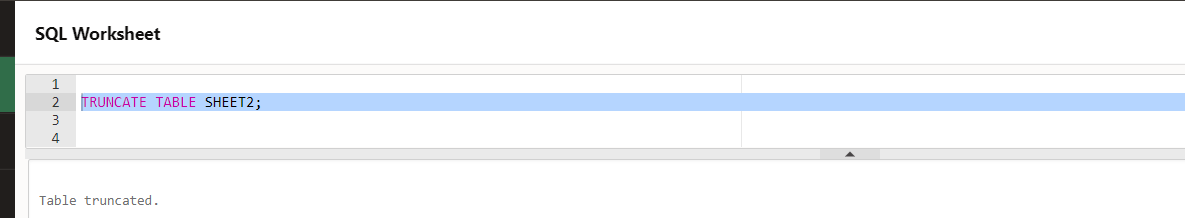 SQL Worksheet
1
2 TRUNCATE TABLE SHEET2;
3
4
Table truncated.